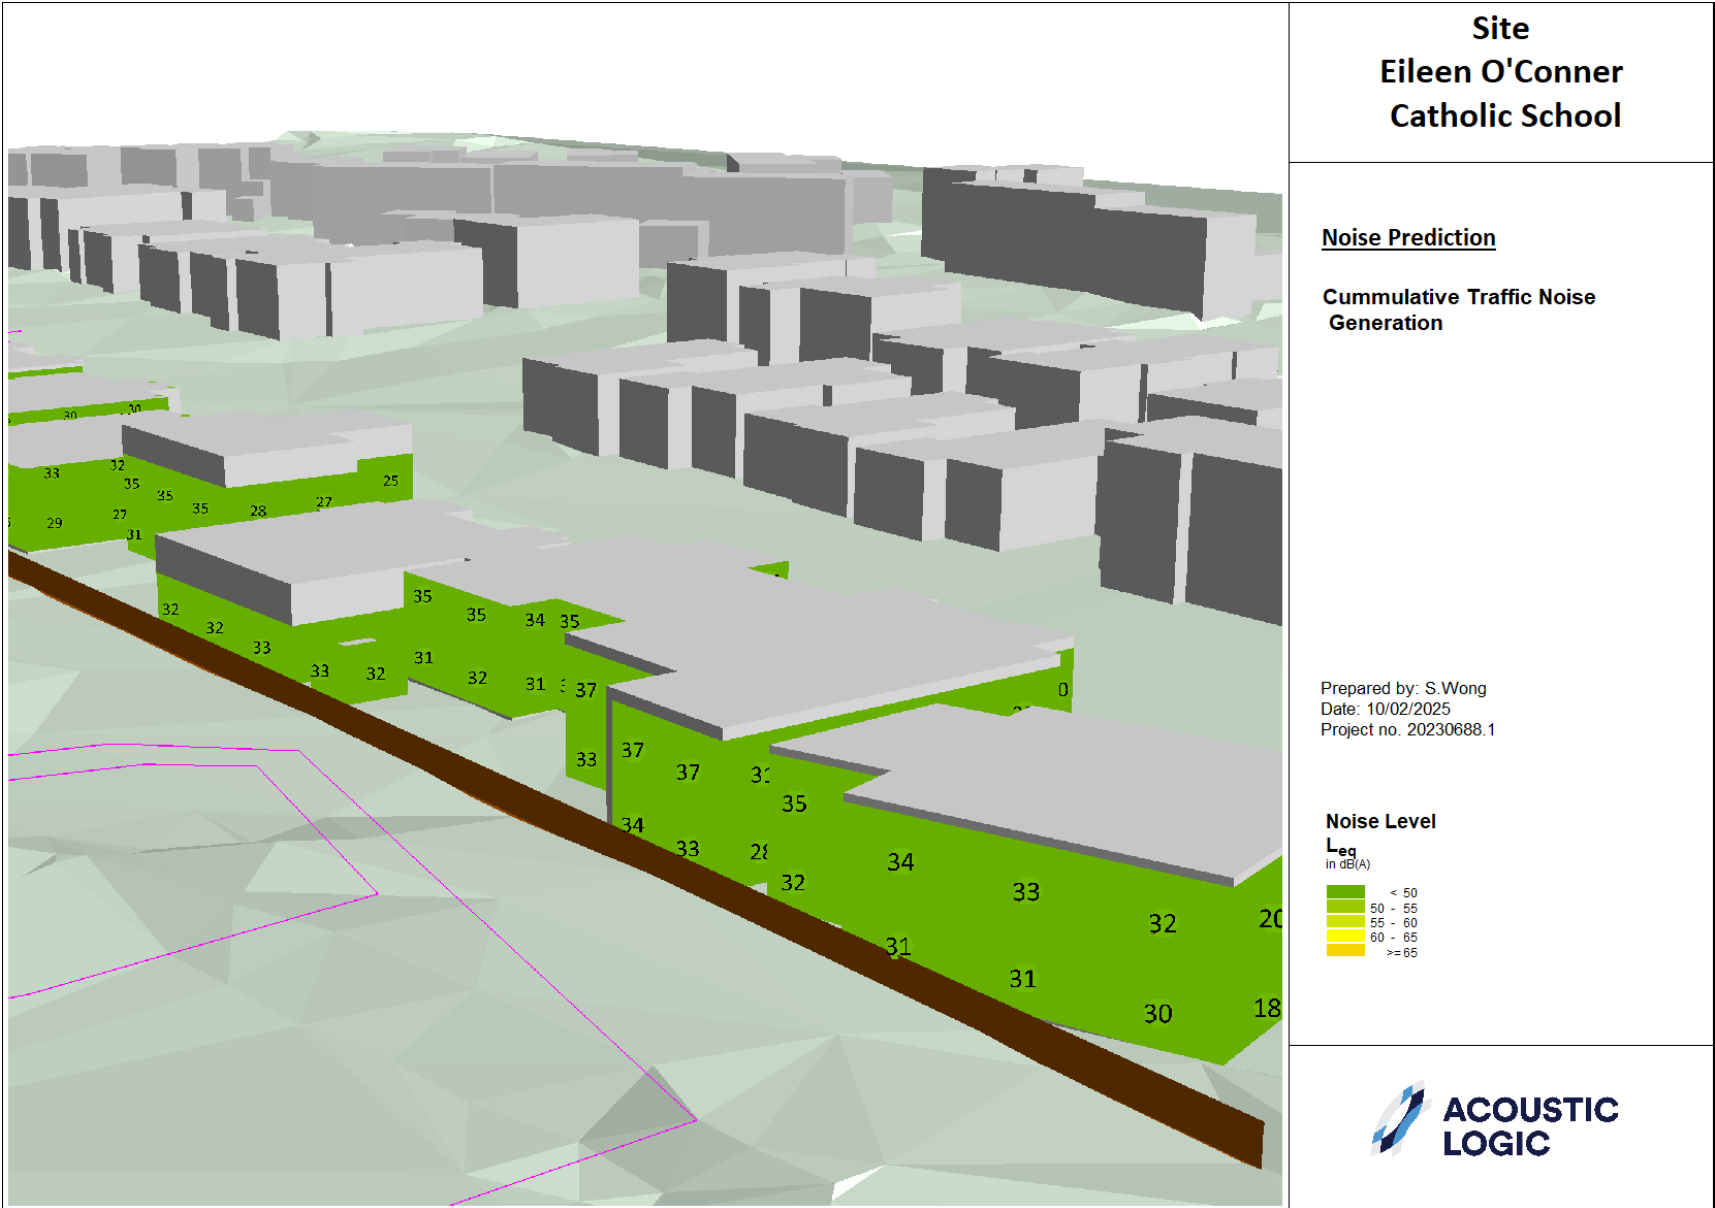 Site
Eileen O'Conner
Catholic School
Noise Prediction
Cummulative Traffic Noise
Generation
Prepared by: S.Wong
Date: 10/02/2025
Project no. 20230688.1
Noise Level
Leq
in dB(A)
< 50
50 - 55
55 - 60
60 - 65
>=65
ACOUSTIC
LOGIC
30 30
33 32 35 35 35 28 27 25
29 27 31
32 32 33 33 32
35 35 34 35
31 32 31 37
33
37 37
35
34 33
32
34 33 32 20
31 31 30 18